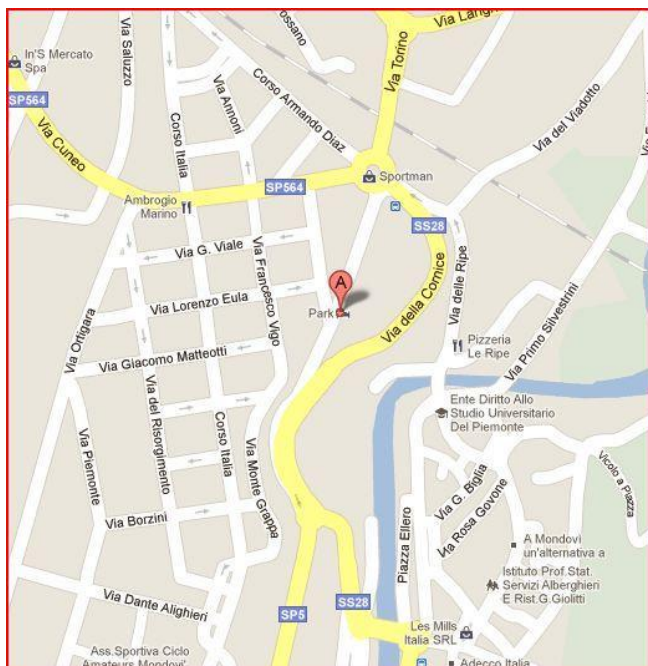 Via Saluzzo
ossano
Via Lang
Via Torino
In'S Mercato
Spa
SP564
Via Cuneo
Corso Italia
Via Annoni
Corso Armando Diaz
Via del Viadotto
Sportman
SP564
Ambrogio
Marino
SS28
Via G. Viale
Via Francesco Vigo
Via delle Ripe
Via Primo Silvestrini
A
Via Lorenzo Eula
Park
Via della Cornice
Via Ortigara
Via Giacomo Matteotti
Pizzeria
Le Ripe
Via del Risorgimento
Corso Italia
Via Monte Grappa
Ente Diritto Allo
Studio Universitario
Del Piemonte
Via Piemonte
Vicolo a Piazza
Via G. Biglia
Via Rosa Govone
Via Borzini
Piazza Ellero
A Mondovi
un'alternativa a
Istituto Prof.Stat.
Servizi Alberghieri
E Rist.G.Giolitti
Via Dante Alighieri
SP5
SS28
Les Mills
Italia SRL
Ass.Sportiva Ciclo
Amateurs Mondovi'
Adecco Italia